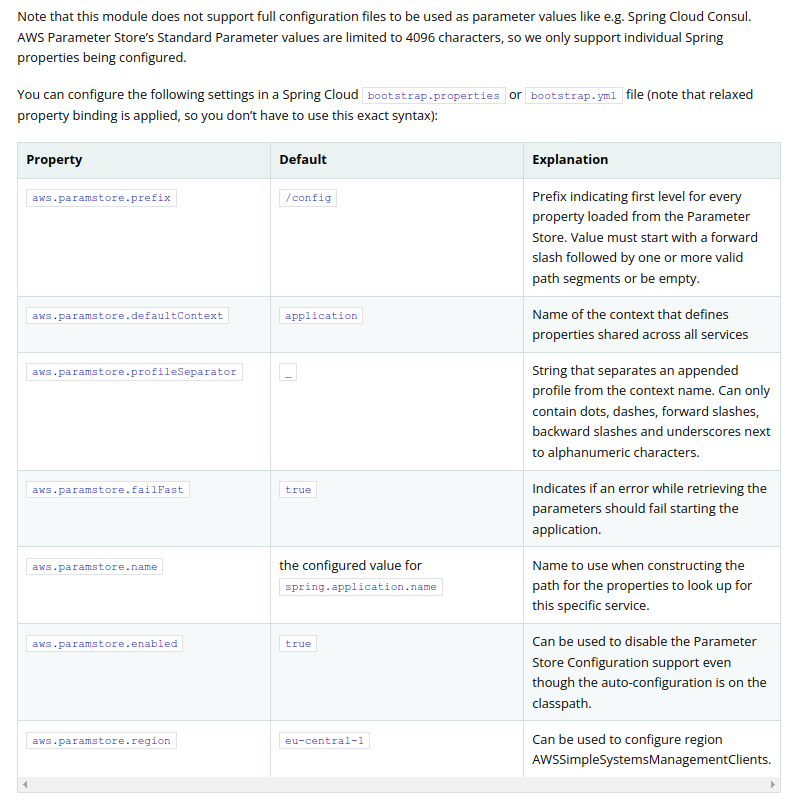 Note that this module does not support full configuration files to be used as parameter values like e.g. Spring Cloud Consul.
AWS Parameter Store's Standard Parameter values are limited to 4096 characters, so we only support individual Spring
properties being configured.
You can configure the following settings in a Spring Cloud bootstrap.properties or bootstrap.yml file (note that relaxed
property binding is applied, so you don't have to use this exact syntax):
Property Default Explanation
aws.paramstore.prefix /config Prefix indicating first level for every
property loaded from the Parameter
Store. Value must start with a forward
slash followed by one or more valid
path segments or be empty.
aws.paramstore.defaultContext application Name of the context that defines
properties shared across all services
aws.paramstore.profileSeparator _ String that separates an appended
profile from the context name. Can only
contain dots, dashes, forward slashes,
backward slashes and underscores next
to alphanumeric characters.
aws.paramstore.failFast true Indicates if an error while retrieving the
parameters should fail starting the
application.
aws.paramstore.name the configured value for Name to use when constructing the
spring.application.name path for the properties to look up for
this specific service.
aws.paramstore.enabled true Can be used to disable the Parameter
Store Configuration support even
though the auto-configuration is on the
classpath.
aws.paramstore.region eu-central-1 Can be used to configure region
AWSSimpleSystemsManagementClients.